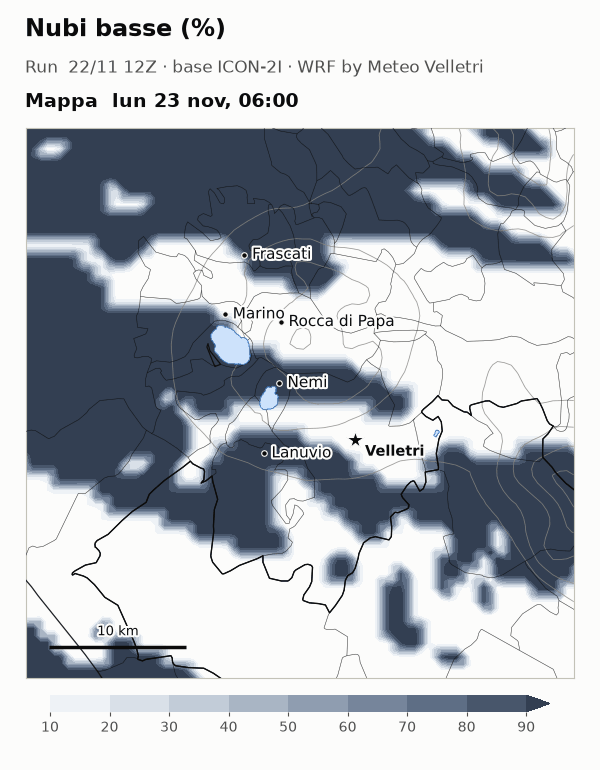 Nubi basse (%)
Run  22/11 12Z · base ICON-2I · WRF by Meteo Velletri
Mappa  lun 23 nov, 06:00
Frascati
Marino
Rocca di Papa
Nemi
Velletri
Lanuvio
10 km
10 20 30 40 50 60 70 80 90